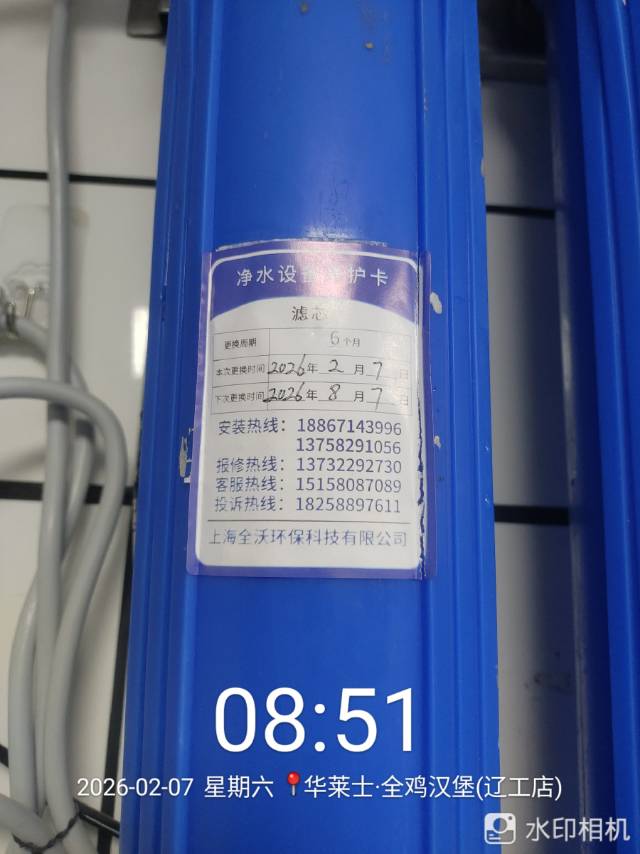 净水设备维护卡
滤芯
更换周期 6个月
本次更换时间 2026年 2月 7日
下次更换时间 2026年 8月 7日
安装热线：18867143996
13758291056
报修热线：13732292730
客服热线：15158087089
投诉热线：18258897611
上海全沃环保科技有限公司
08:51
2026-02-07 星期六 华莱士·全鸡汉堡(辽工店)
水印相机